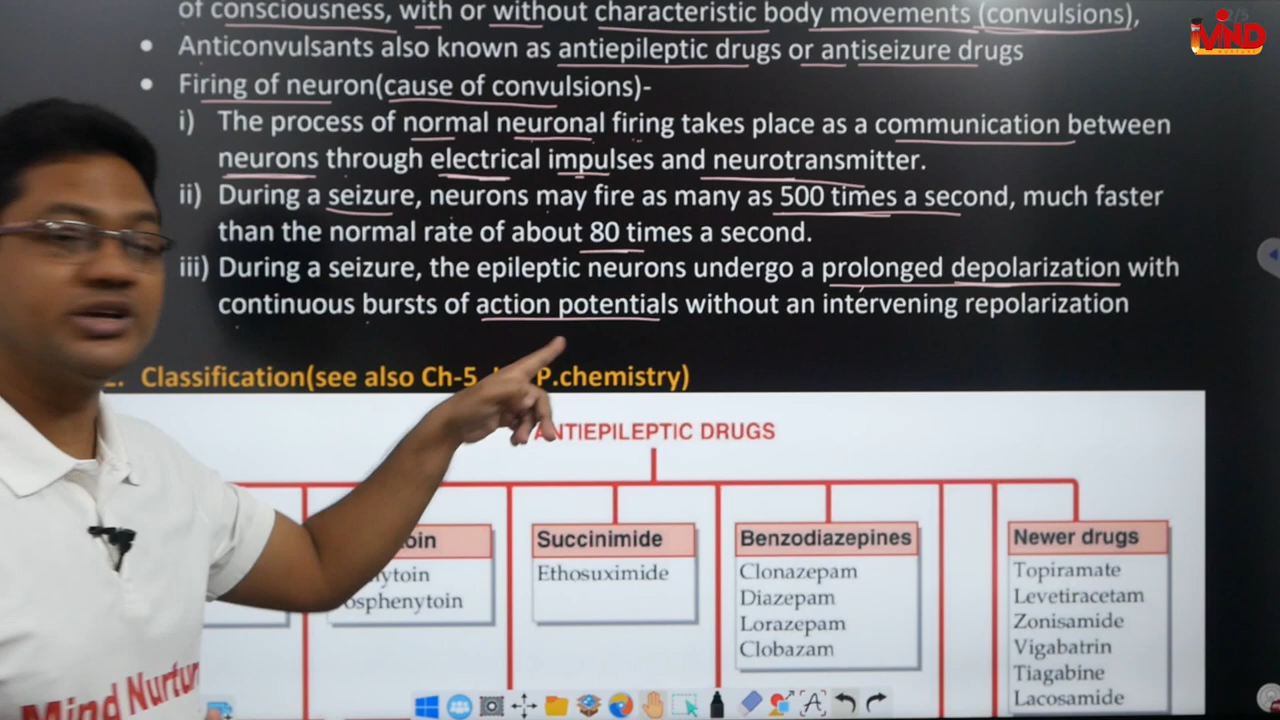 of consciousness, with or without characteristic body movements (convulsions),
MIND
• Anticonvulsants also known as antiepileptic drugs or antiseizure drugs
• Firing of neuron(cause of convulsions)-
i) The process of normal neuronal firing takes place as a communication between
neurons through electrical impulses and neurotransmitter.
ii) During a seizure, neurons may fire as many as 500 times a second, much faster
than the normal rate of about 80 times a second.
iii) During a seizure, the epileptic neurons undergo a prolonged depolarization with
continuous bursts of action potentials without an intervening repolarization
Classification(see also Ch-5, P.chemistry)
ANTIEPILEPTIC DRUGS
Succinimide
Ethosuximide
Benzodiazepines
Clonazepam
Diazepam
Lorazepam
Clobazam
Newer drugs
Topiramate
Levetiracetam
Zonisamide
Vigabatrin
Tiagabine
Lacosamide
Mind Nurtur